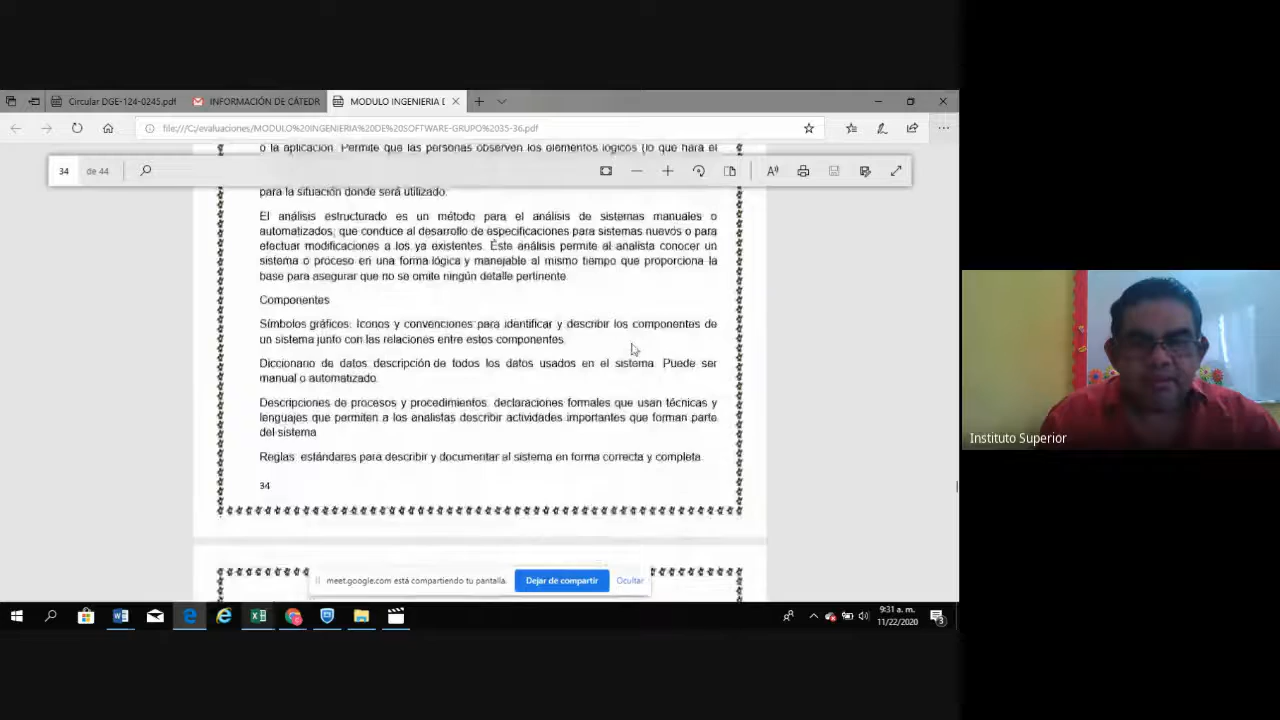 Circular DGE-124-0245.pdf
INFORMACIÓN DE CÁTEDR
MODULO INGENIERIA D
file:///C:/evaluaciones/MODULO%20INGENIERIA%20DE%20SOFTWARE-GRUPO%2035-36.pdf
o la aplicación. Permite que las personas observen los elementos lógicos (lo que hará el
34 de 44
para la situación donde será utilizado.
El análisis estructurado es un método para el análisis de sistemas manuales o
automatizados, que conduce al desarrollo de especificaciones para sistemas nuevos o para
efectuar modificaciones a los ya existentes. Éste análisis permite al analista conocer un
sistema o proceso en una forma lógica y manejable al mismo tiempo que proporciona la
base para asegurar que no se omite ningún detalle pertinente.
Componentes
Símbolos gráficos: Iconos y convenciones para identificar y describir los componentes de
un sistema junto con las relaciones entre estos componentes.
Diccionario de datos descripción de todos los datos usados en el sistema. Puede ser
manual o automatizado.
Descripciones de procesos y procedimientos: declaraciones formales que usan técnicas y
lenguajes que permiten a los analistas describir actividades importantes que forman parte
del sistema
Reglas: estándares para describir y documentar el sistema en forma correcta y completa.
34
meet.google.com está compartiendo tu pantalla.
Dejar de compartir
Ocultar
9:31 a. m.
11/22/2020
3
Instituto Superior